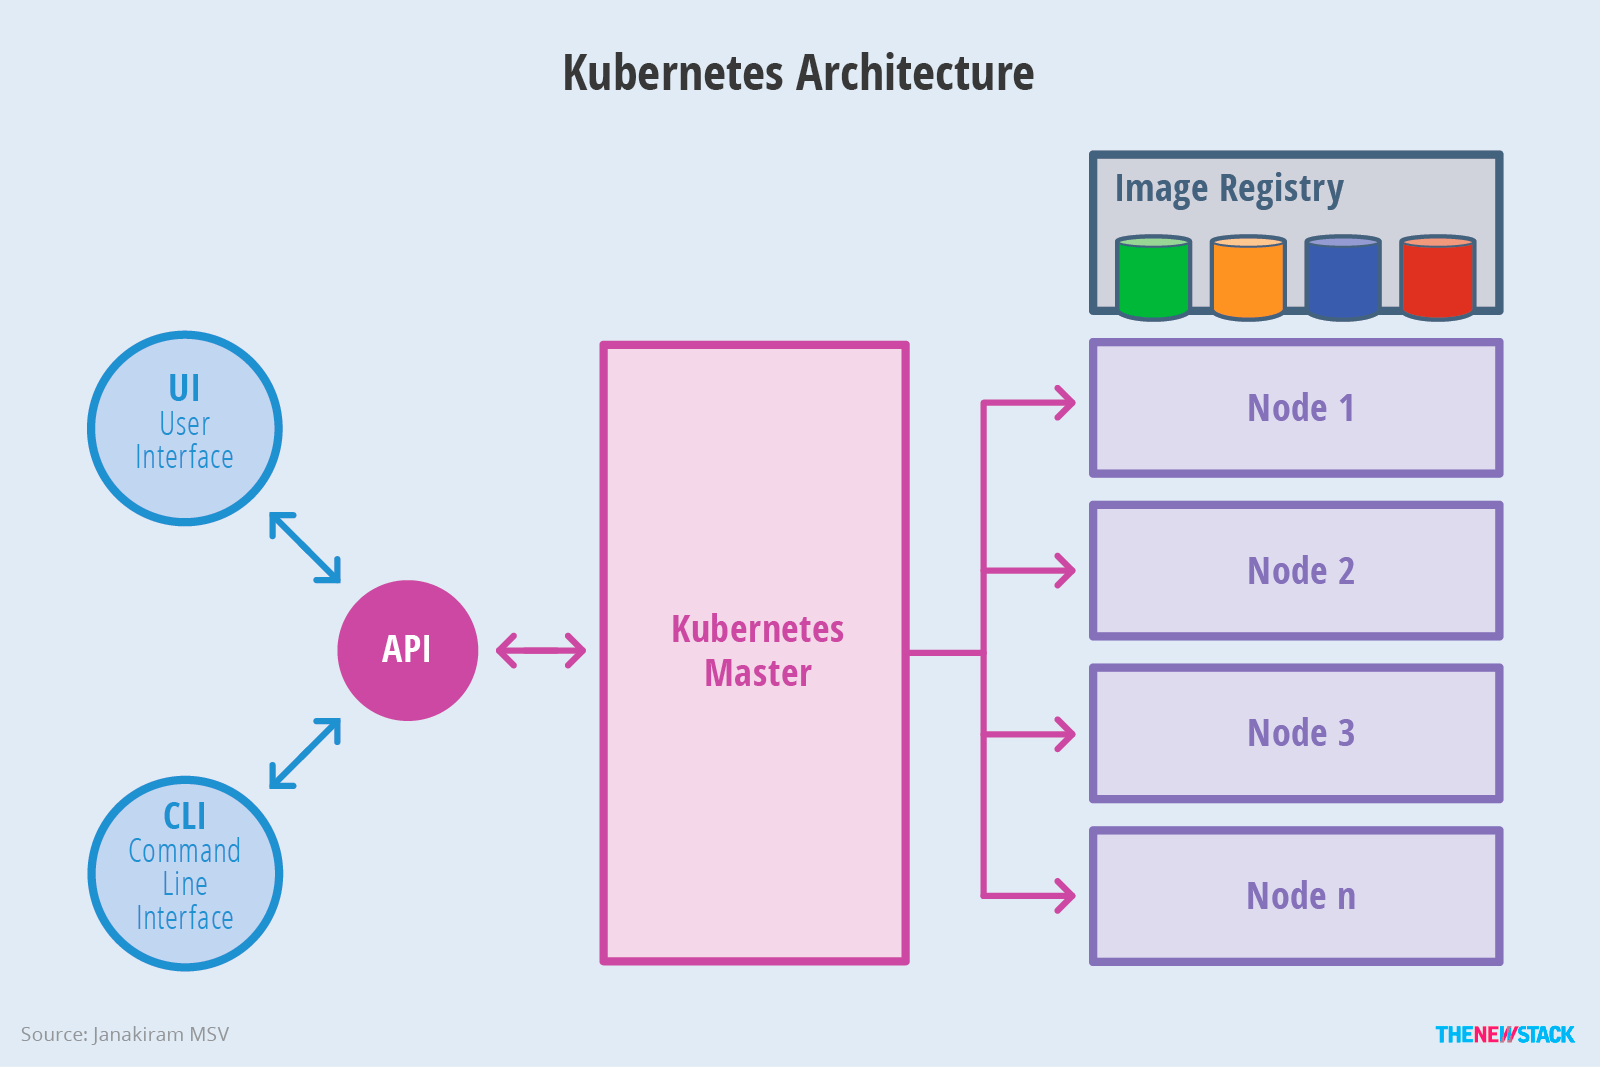 Kubernetes Architecture
Image Registry
UI
User
Interface
Node 1
Node 2
API
Kubernetes
Master
Node 3
CLI
Command
Line
Interface
Node n
Source: Janakiram MSV
THENEWSTACK